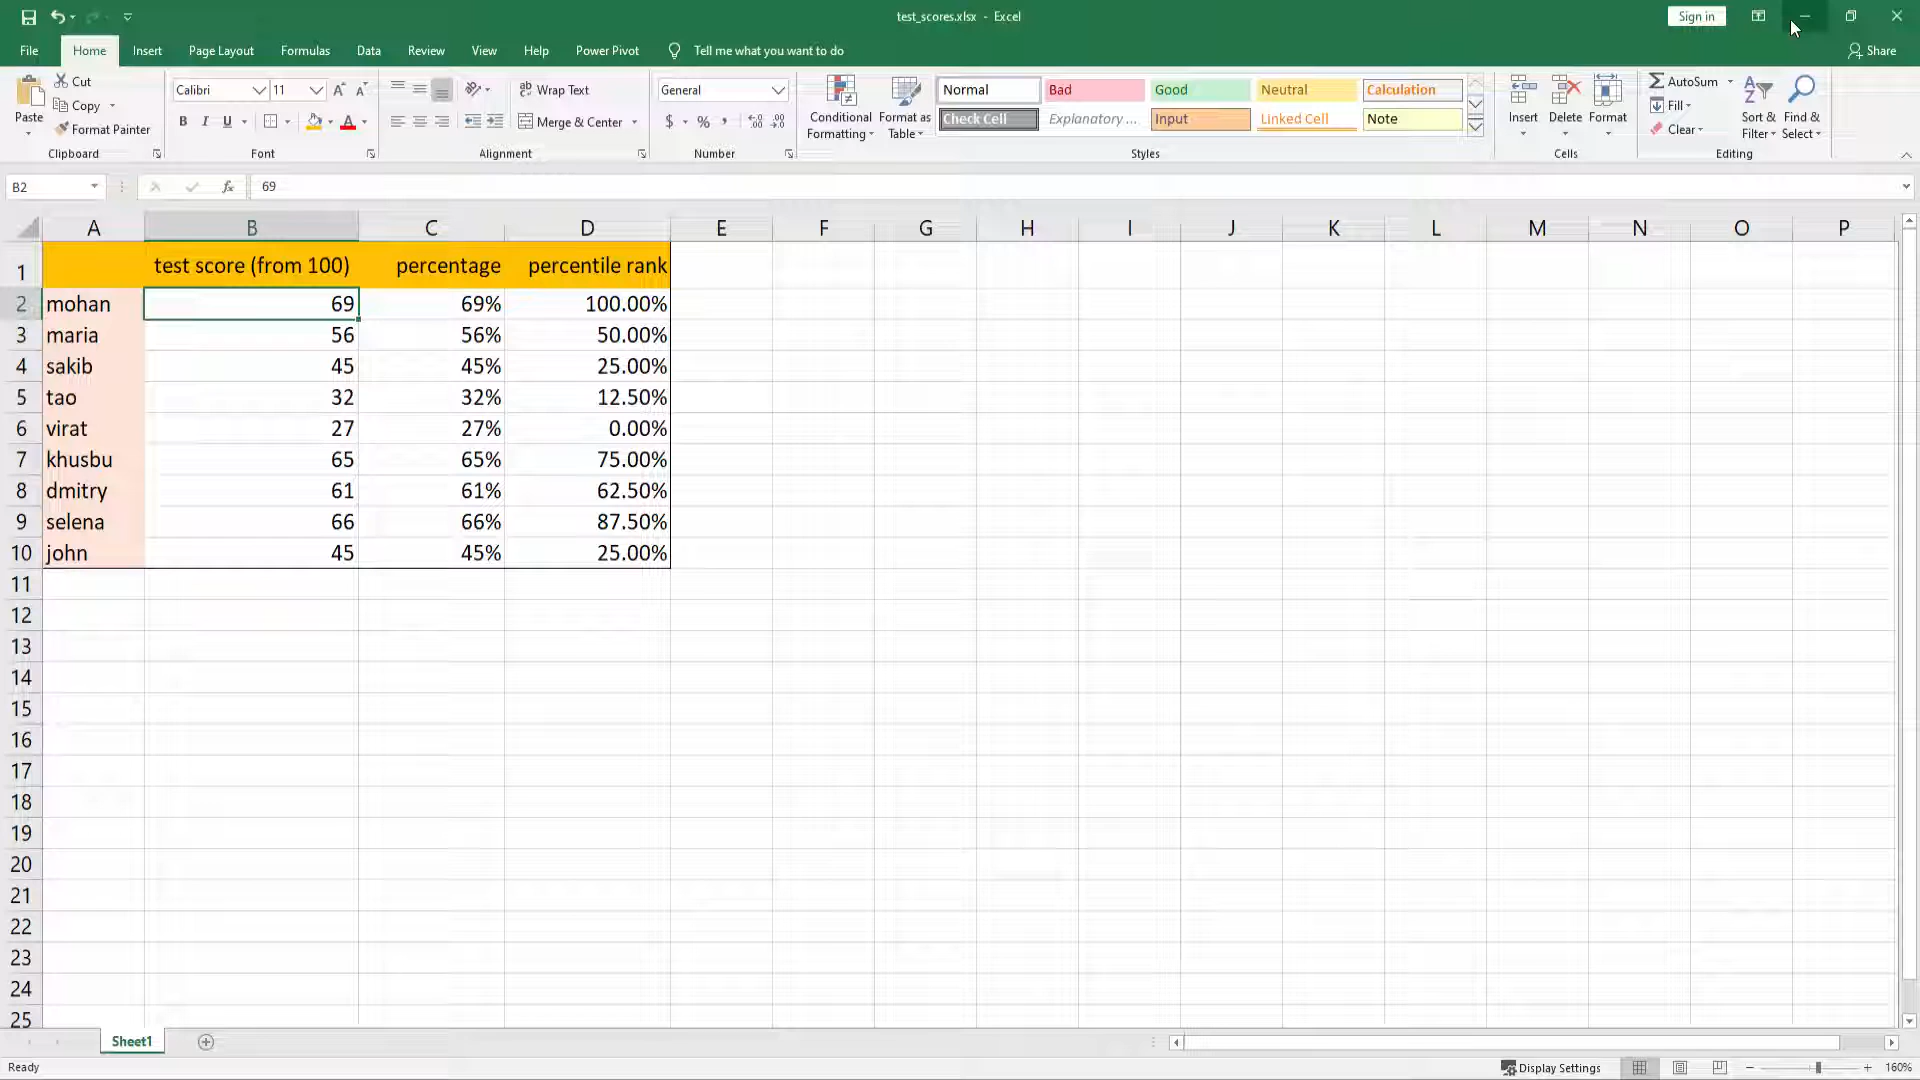 test_scores.xlsx - Excel
Sign in
File Home Insert Page Layout Formulas Data Review View Help Power Pivot Tell me what you want to do Share
Paste
Cut
Copy
Format Painter
Clipboard
Calibri 11
B I U A
Font
ab Wrap Text
Merge & Center
Alignment
General
$ % ,
Number
Conditional Formatting
Format as Table
Normal Bad Good Neutral Calculation
Check Cell Explanatory ... Input Linked Cell Note
Styles
Insert Delete Format
Cells
AutoSum
Fill
Clear
Sort & Filter
Find & Select
Editing
B2 fx 69
A B C D E F G H I J K L M N O P
1 test score (from 100) percentage percentile rank
2 mohan 69 69% 100.00%
3 maria 56 56% 50.00%
4 sakib 45 45% 25.00%
5 tao 32 32% 12.50%
6 virat 27 27% 0.00%
7 khusbu 65 65% 75.00%
8 dmitry 61 61% 62.50%
9 selena 66 66% 87.50%
10 john 45 45% 25.00%
11
12
13
14
15
16
17
18
19
20
21
22
23
24
25
Sheet1
Ready Display Settings 160%